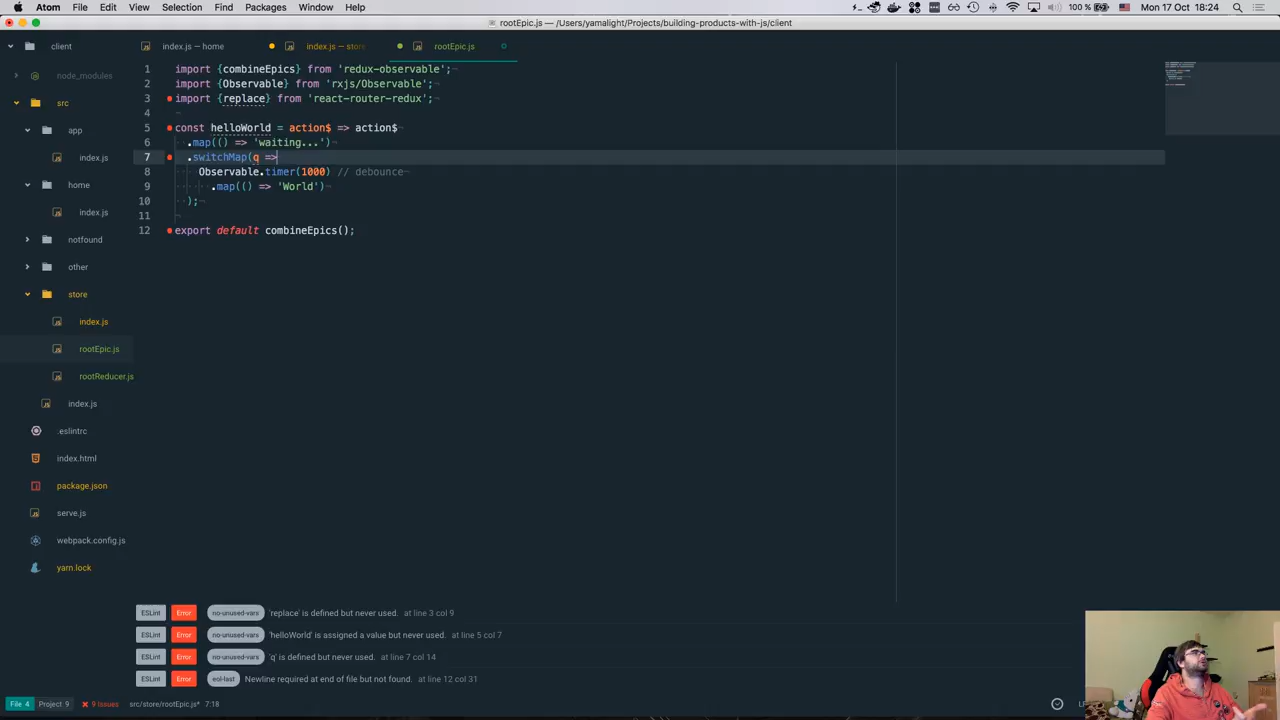 Atom File Edit View Selection Find Packages Window Help 100 % Mon 17 Oct 18:24
rootEpic.js — /Users/yamalight/Projects/building-products-with-js/client
client
index.js — home
index.js — store
rootEpic.js
node_modules
src
app
index.js
home
index.js
notfound
other
store
index.js
rootEpic.js
rootReducer.js
index.js
.eslintrc
index.html
package.json
serve.js
webpack.config.js
yarn.lock
1 import {combineEpics} from 'redux-observable';
2 import {Observable} from 'rxjs/Observable';
3 import {replace} from 'react-router-redux';
4
5 const helloWorld = action$ => action$
6 .map(() => 'waiting...')
7 .switchMap(q =>
8 Observable.timer(1000) // debounce
9 .map(() => 'World')
10 );
11
12 export default combineEpics();
ESLint Error no-unused-vars 'replace' is defined but never used. at line 3 col 9
ESLint Error no-unused-vars 'helloWorld' is assigned a value but never used. at line 5 col 7
ESLint Error no-unused-vars 'q' is defined but never used. at line 7 col 14
ESLint Error eol-last Newline required at end of file but not found. at line 12 col 31
File 4 Project 9 9 Issues src/store/rootEpic.js* 7:18